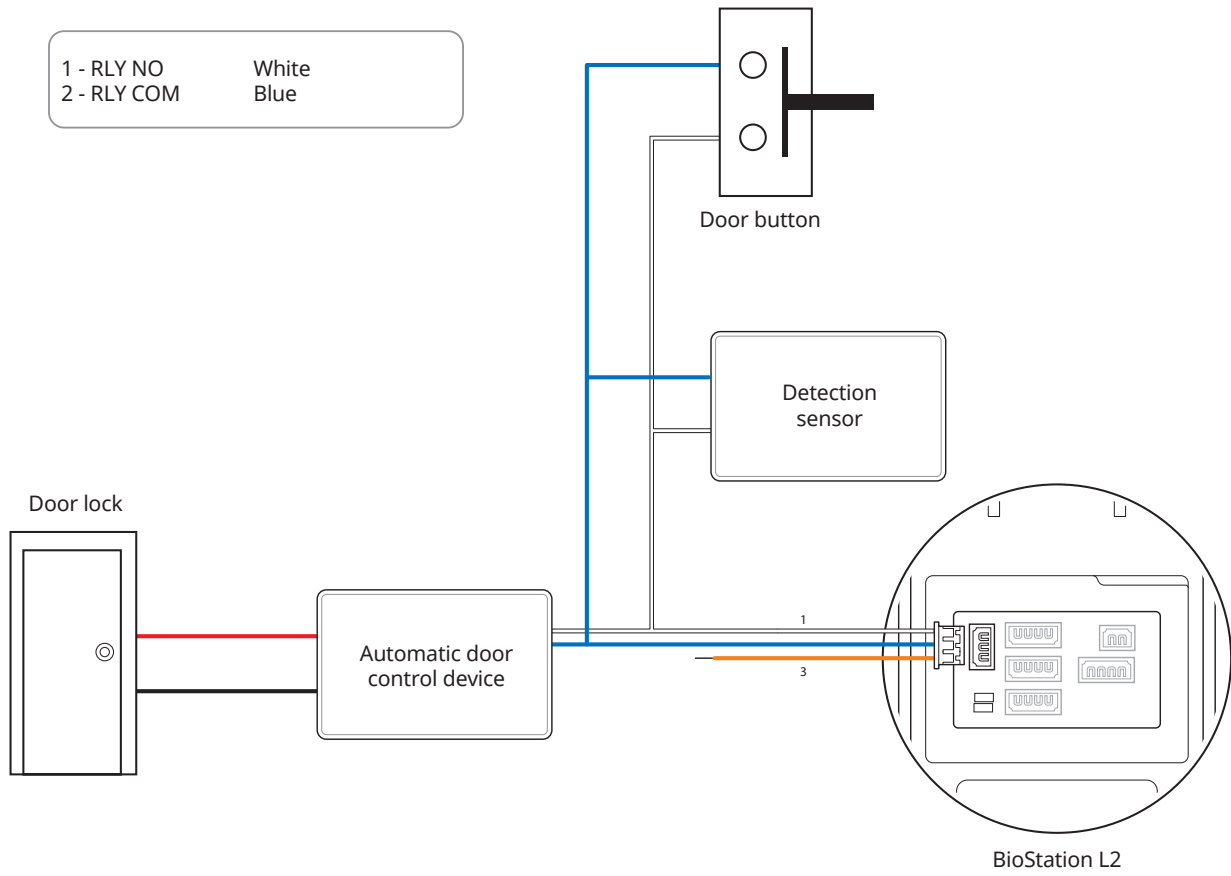 1 - RLY NO White
2 - RLY COM Blue
Door button
Detection
sensor
Door lock
Automatic door
control device
1
3
BioStation L2